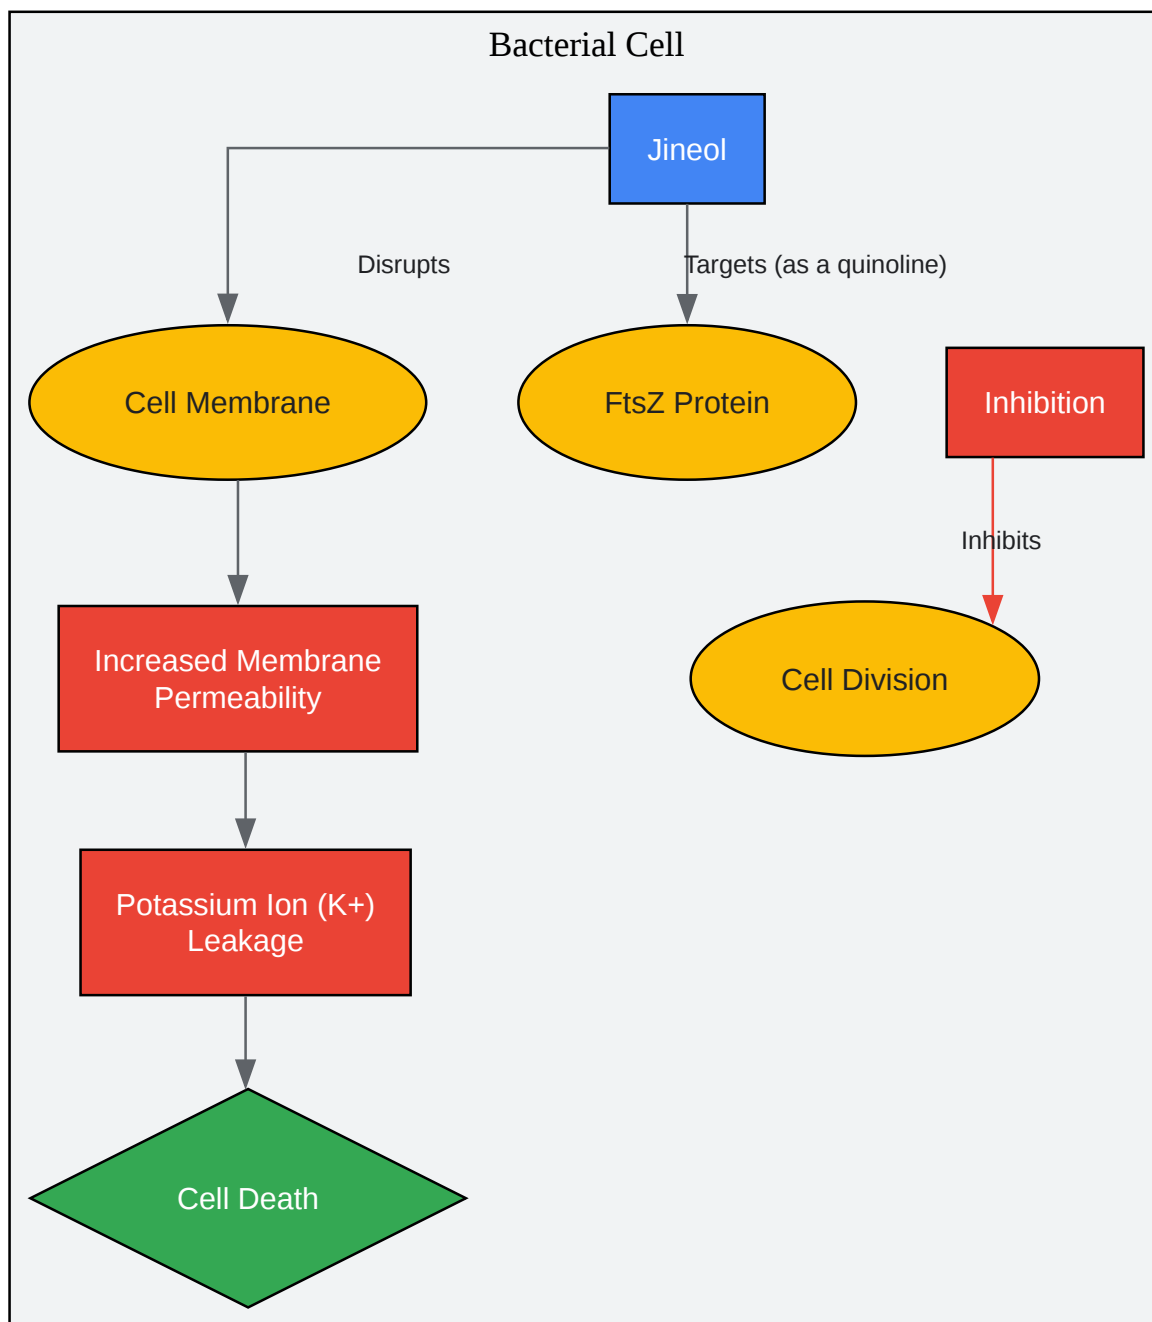 Bacterial Cell
Jineol
Disrupts
Targets (as a quinoline)
Cell Membrane
FtsZ Protein
Inhibition
Inhibits
Increased Membrane
Permeability
Cell Division
Potassium Ion (K+)
Leakage
Cell Death